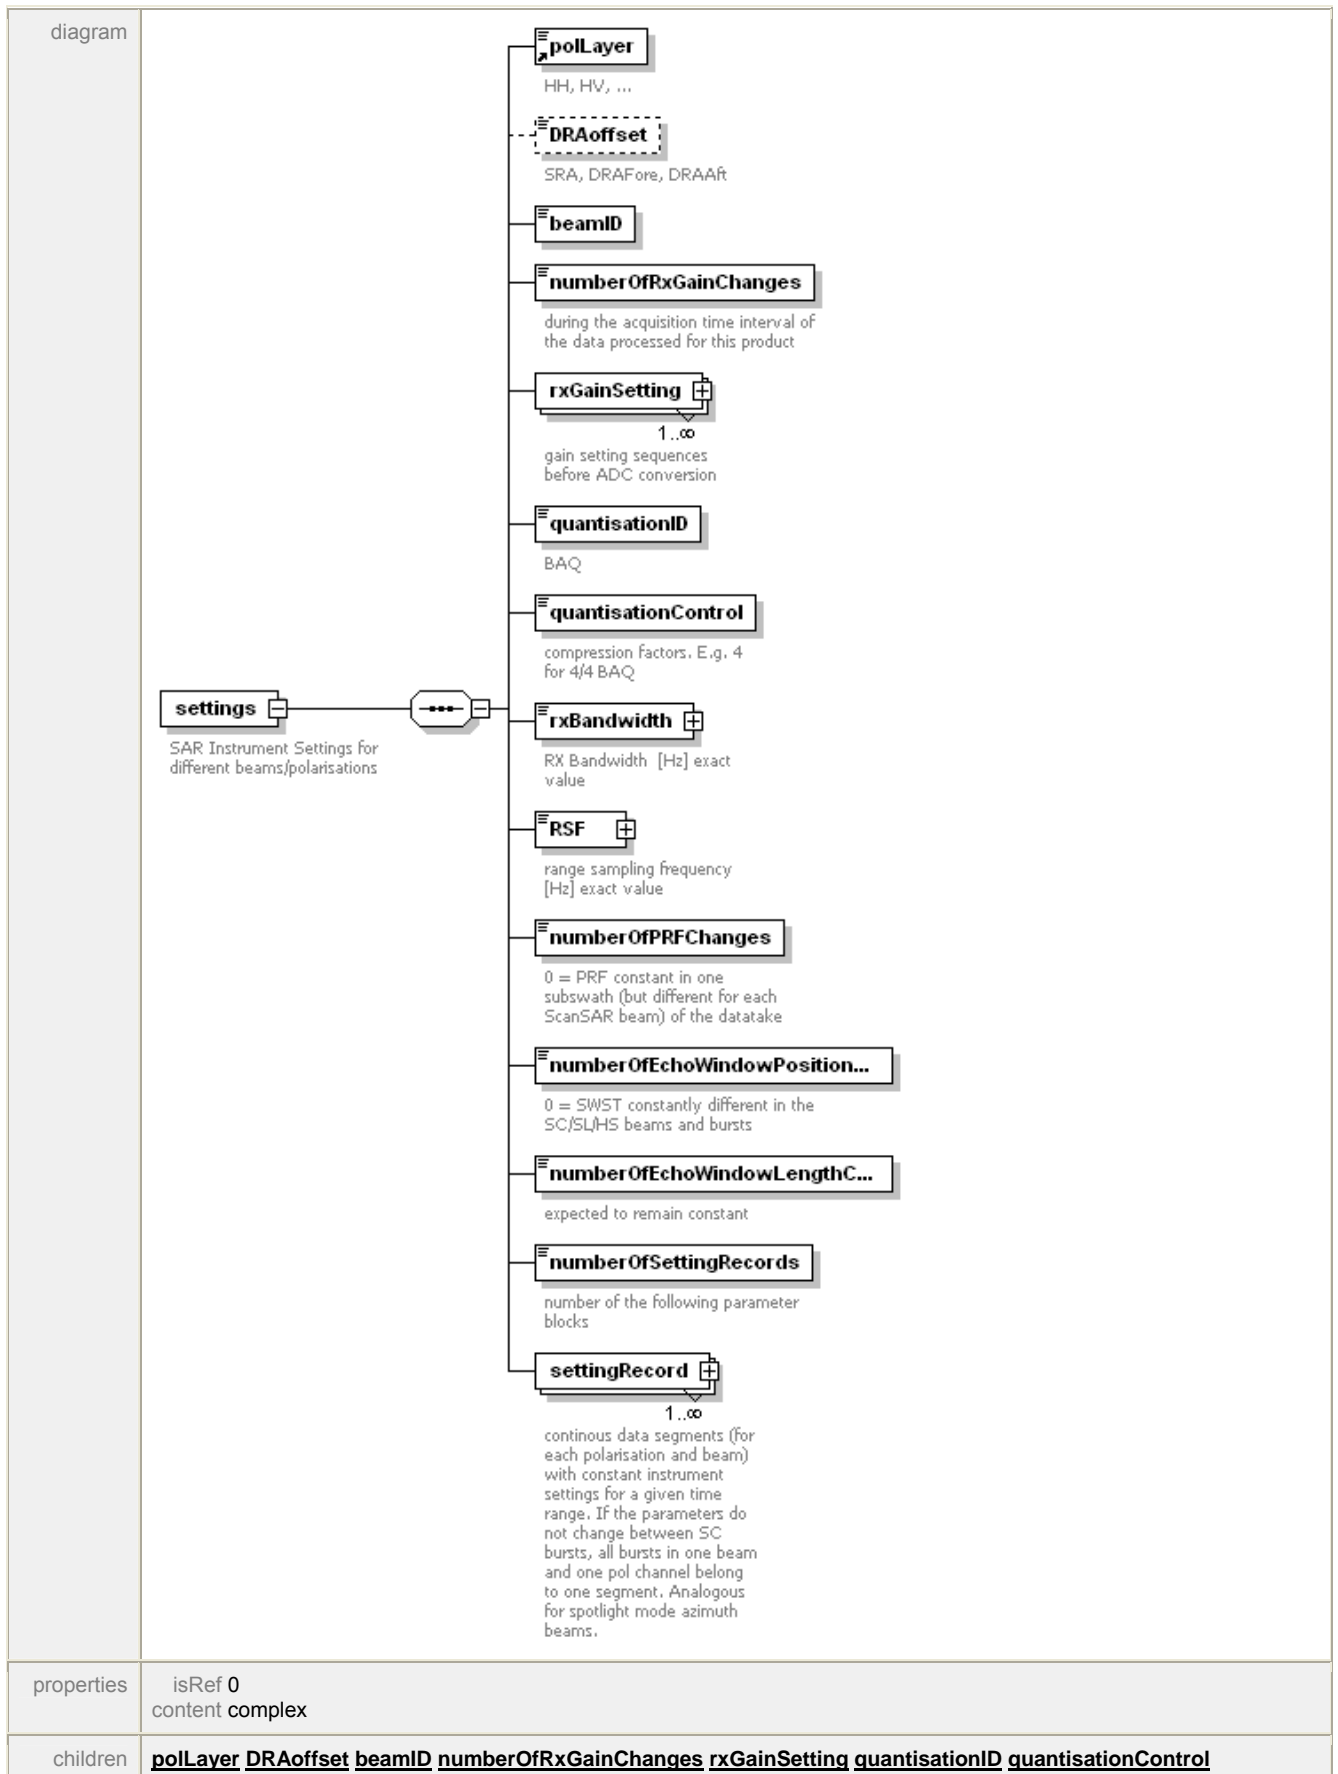 diagram
polLayer
HH, HV, ...
DRAoffset
SRA, DRAFore, DRAAft
beamID
numberOfRxGainChanges
during the acquisition time interval of
the data processed for this product
rxGainSetting
1..∞
gain setting sequences
before ADC conversion
quantisationID
BAQ
quantisationControl
compression factors. E.g. 4
for 4/4 BAQ
settings
SAR Instrument Settings for
different beams/polarisations
rxBandwidth
RX Bandwidth [Hz] exact
value
RSF
range sampling frequency
[Hz] exact value
numberOfPRFChanges
0 = PRF constant in one
subswath (but different for each
ScanSAR beam) of the datatake
numberOfEchoWindowPosition...
0 = SWST constantly different in the
SC/SL/HS beams and bursts
numberOfEchoWindowLengthC...
expected to remain constant
numberOfSettingRecords
number of the following parameter
blocks
settingRecord
1..∞
continous data segments (for
each polarisation and beam)
with constant instrument
settings for a given time
range. If the parameters do
not change between SC
bursts, all bursts in one beam
and one pol channel belong
to one segment. Analogous
for spotlight mode azimuth
beams.
properties
isRef 0
content complex
children
polLayer DRAoffset beamID numberOfRxGainChanges rxGainSetting quantisationID quantisationControl